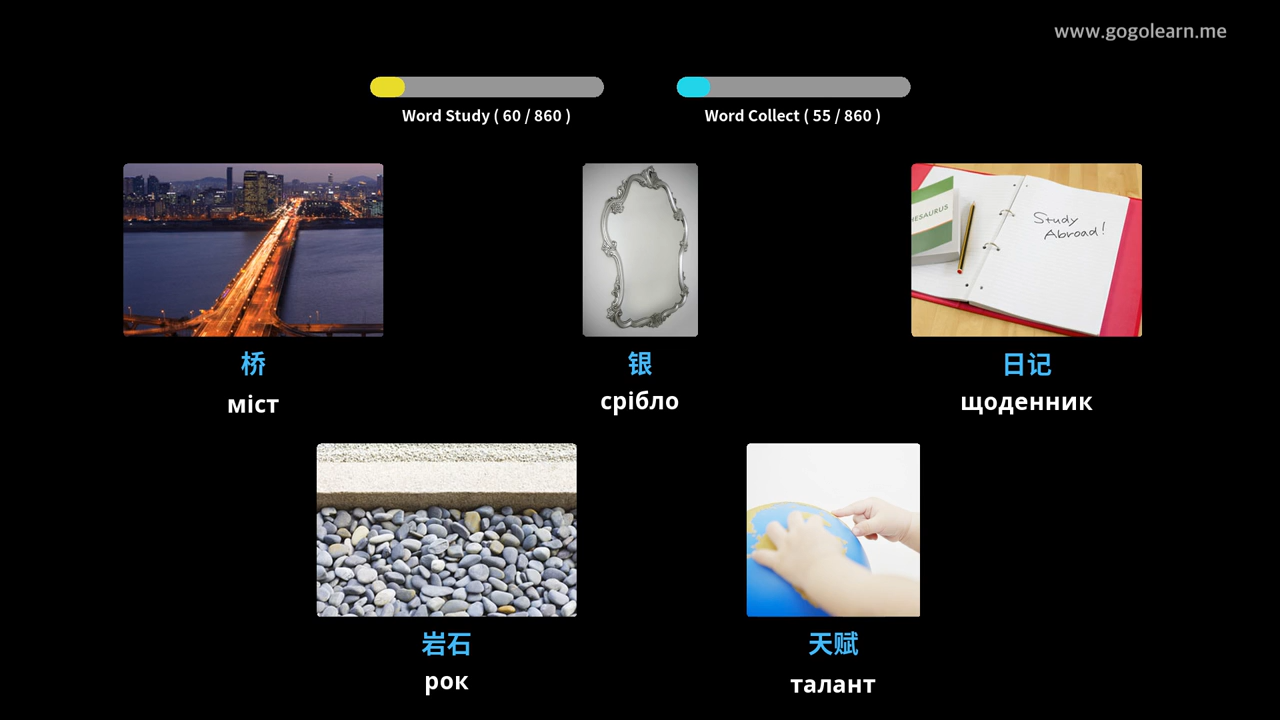 www.gogolearn.me
Word Study ( 60 / 860 )
Word Collect ( 55 / 860 )
HESAURUS
Study
Abroad!
桥
міст
银
срібло
日记
щоденник
岩石
рок
天赋
талант